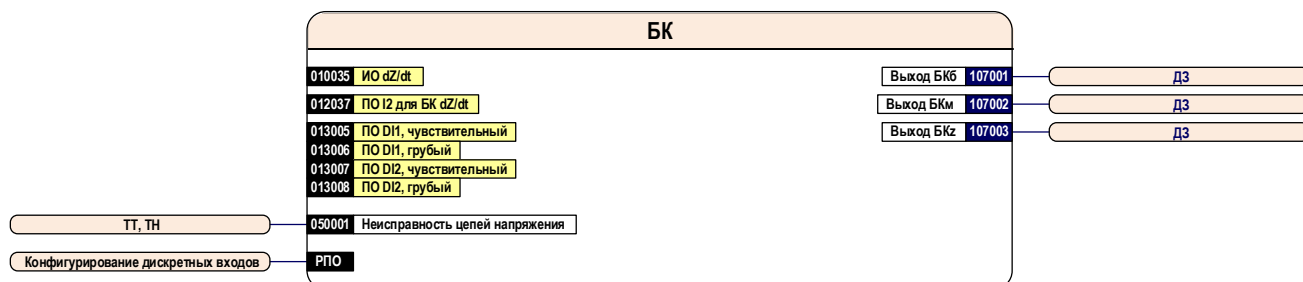 БК
010035 ИО dZ/dt
Выход БКб 107001 ДЗ
012037 ПО I2 для БК dZ/dt
Выход БКм 107002 ДЗ
013005 ПО DI1, чувствительный
Выход БКz 107003 ДЗ
013006 ПО DI1, грубый
013007 ПО DI2, чувствительный
013008 ПО DI2, грубый
ТТ, ТН 050001 Неисправность цепей напряжения
Конфигурирование дискретных входов РПО